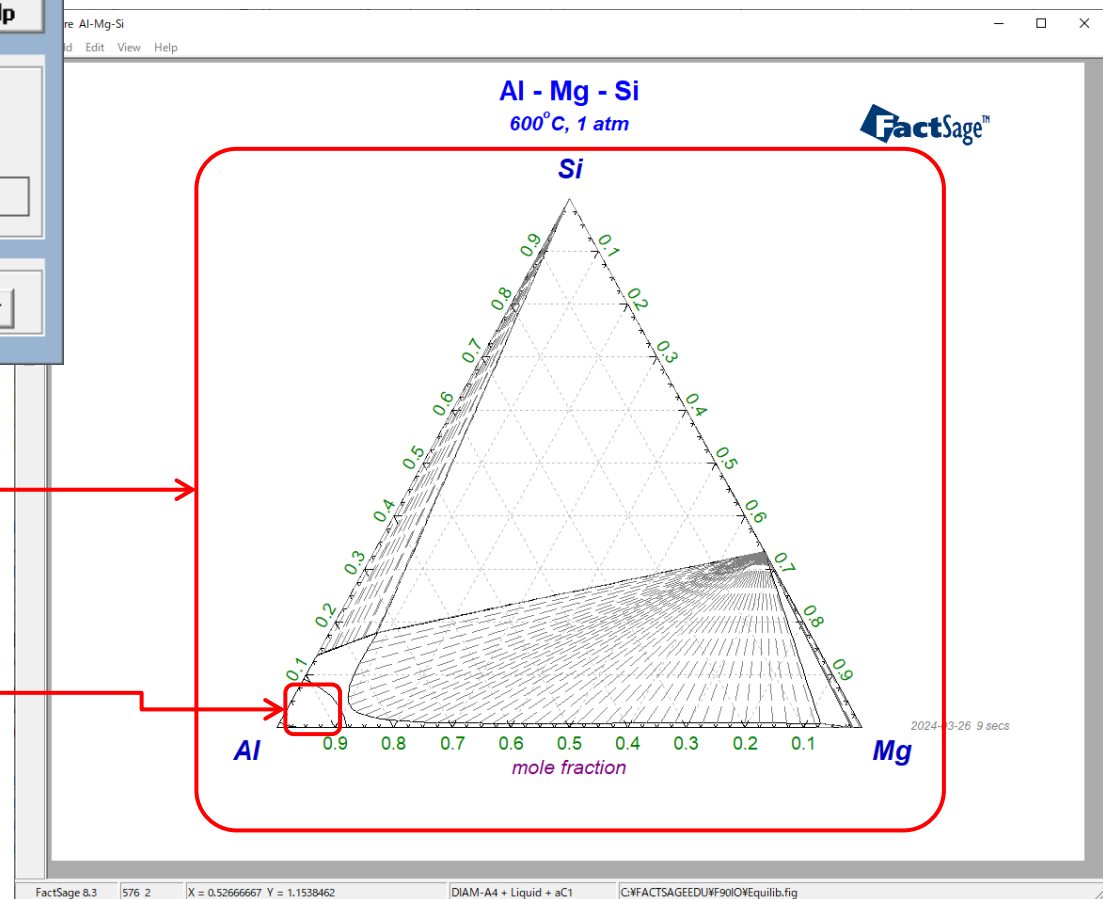 lp
re Al-Mg-Si
ld Edit View Help
Al - Mg - Si
600°C, 1 atm
FactSage™
Si
0.9 0.1
0.8 0.2
0.7 0.3
0.6 0.4
0.5 0.5
0.4 0.6
0.3 0.7
0.2 0.8
0.1 0.9
2024-03-26 9 secs
Al 0.9 0.8 0.7 0.6 0.5 0.4 0.3 0.2 0.1 Mg
mole fraction
FactSage 8.3 576 2 X = 0.52666667 Y = 1.1538462 DIAM-A4 + Liquid + aC1 C:¥FACTSAGEEDU¥F90IO¥Equilib.fig